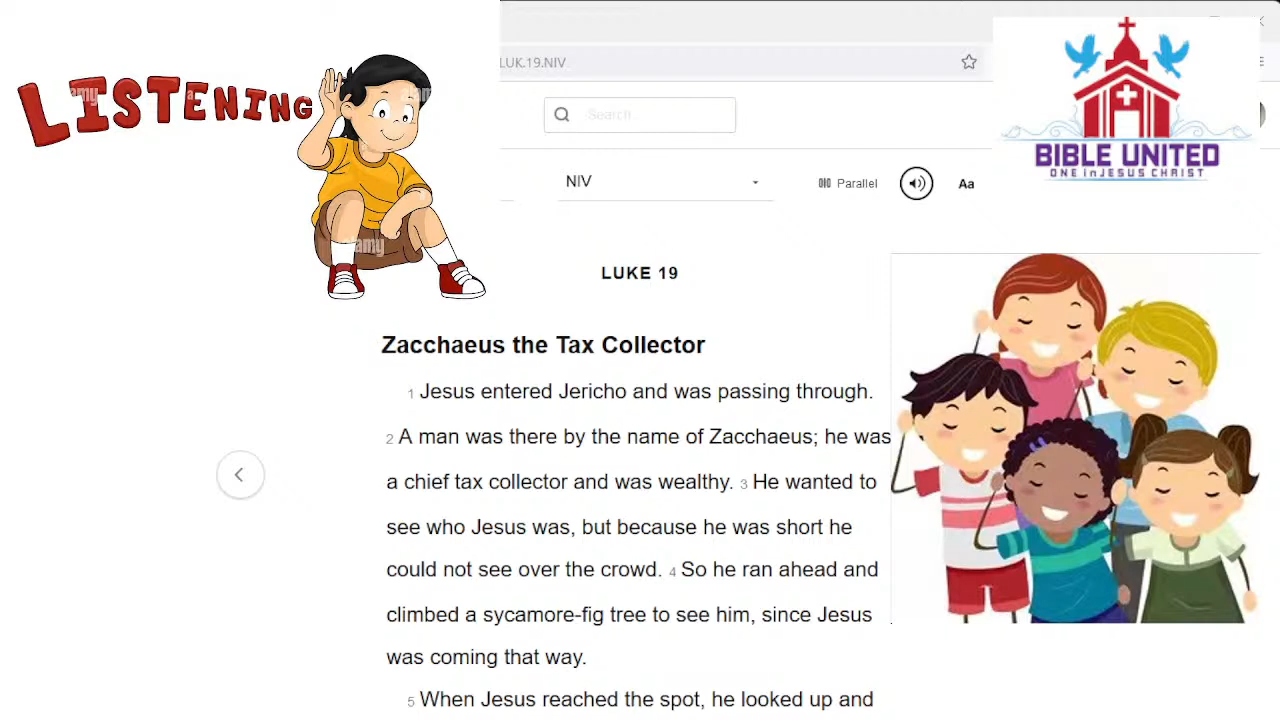 LISTENING
LUK.19.NIV
Search...
BIBLE UNITED
ONE in JESUS CHRIST
NIV
Parallel
Aa
LUKE 19
Zacchaeus the Tax Collector
1 Jesus entered Jericho and was passing through.
2 A man was there by the name of Zacchaeus; he was
a chief tax collector and was wealthy. 3 He wanted to
see who Jesus was, but because he was short he
could not see over the crowd. 4 So he ran ahead and
climbed a sycamore-fig tree to see him, since Jesus
was coming that way.
5 When Jesus reached the spot, he looked up and